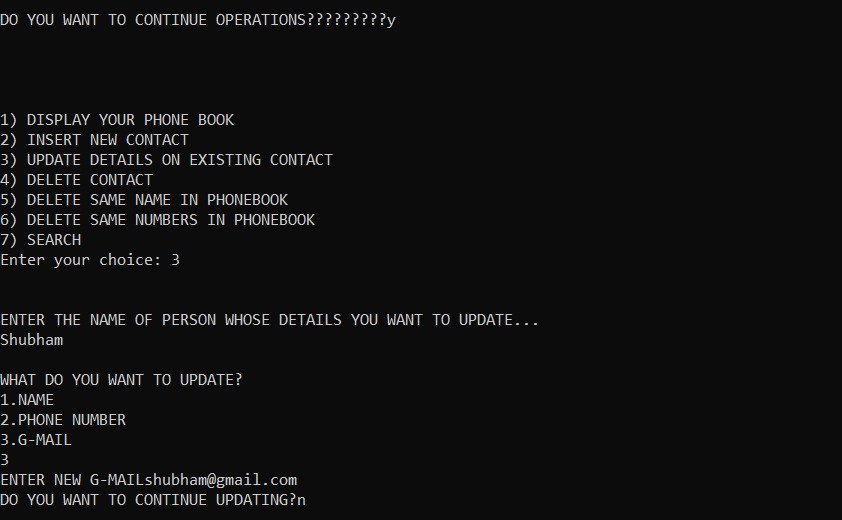 DO YOU WANT TO CONTINUE OPERATIONS?????????y
1) DISPLAY YOUR PHONE BOOK
2) INSERT NEW CONTACT
3) UPDATE DETAILS ON EXISTING CONTACT
4) DELETE CONTACT
5) DELETE SAME NAME IN PHONEBOOK
6) DELETE SAME NUMBERS IN PHONEBOOK
7) SEARCH
Enter your choice: 3
ENTER THE NAME OF PERSON WHOSE DETAILS YOU WANT TO UPDATE...
Shubham
WHAT DO YOU WANT TO UPDATE?
1.NAME
2.PHONE NUMBER
3.G-MAIL
3
ENTER NEW G-MAILshubham@gmail.com
DO YOU WANT TO CONTINUE UPDATING?n